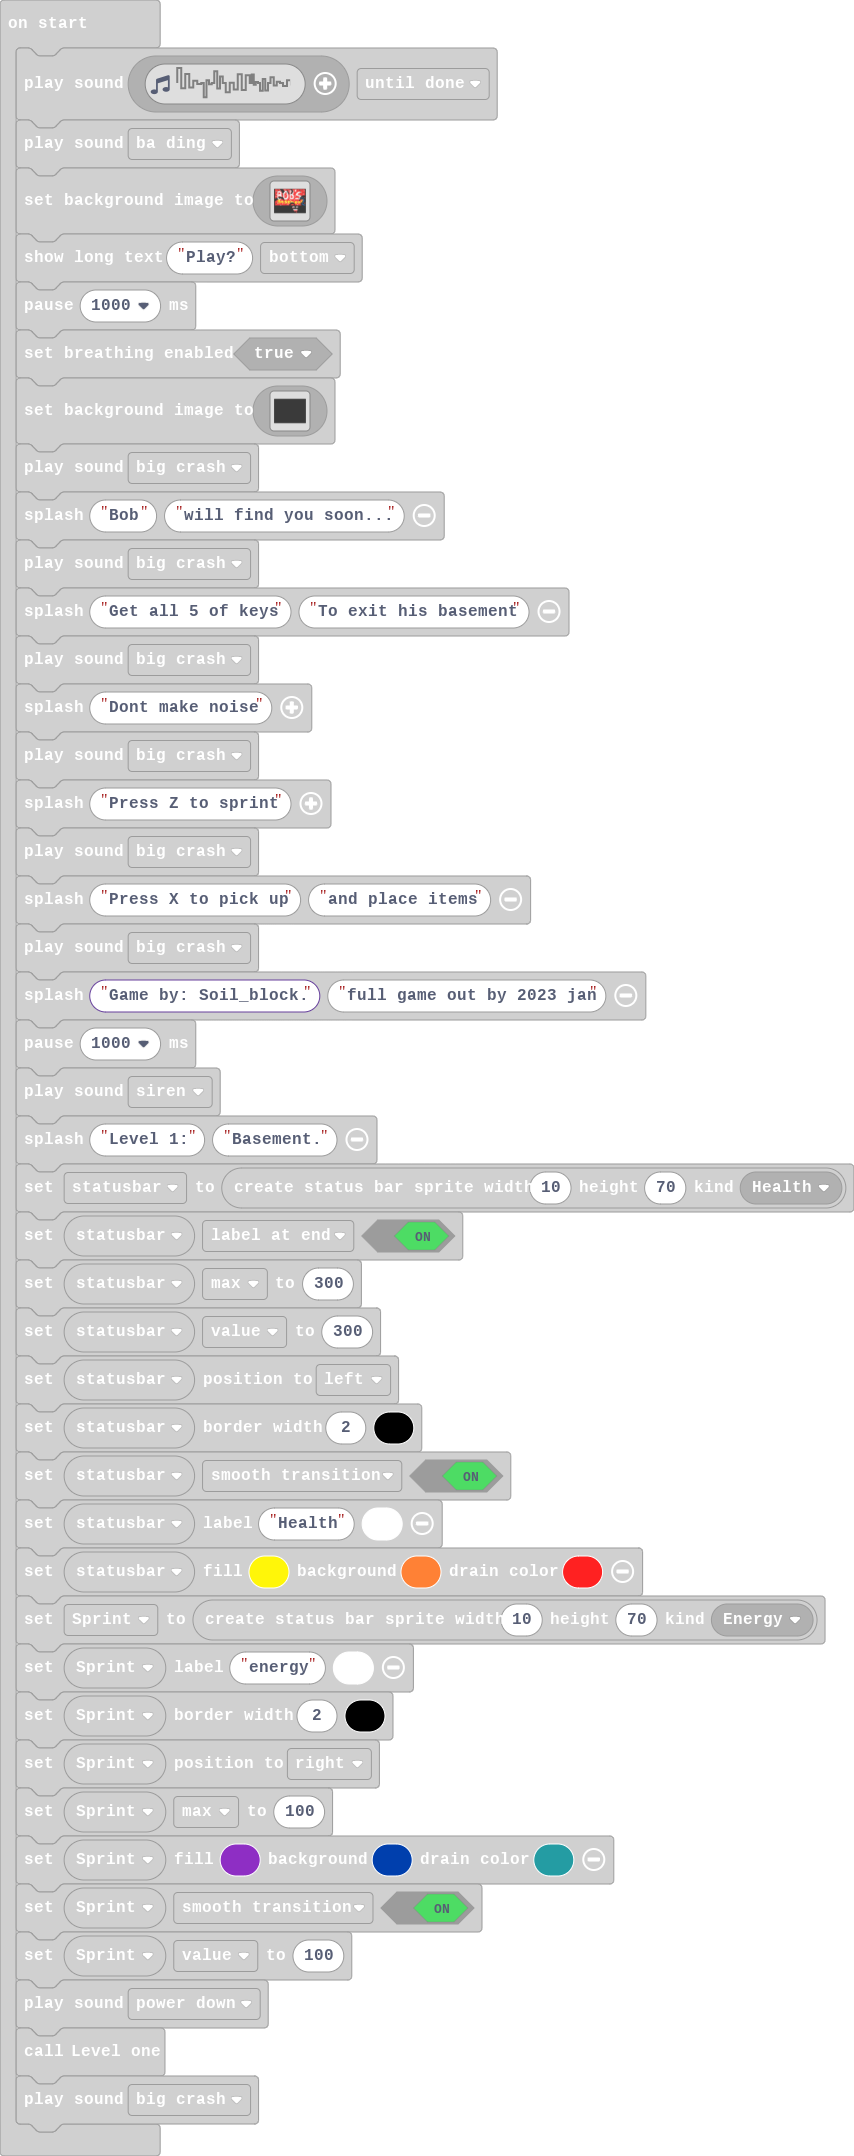 on start
play sound until done
play sound ba ding
set background image to BOBS
show long text "Play?" bottom
pause 1000 ms
set breathing enabled true
set background image to
play sound big crash
splash "Bob" "will find you soon..."
play sound big crash
splash "Get all 5 of keys" "To exit his basement"
play sound big crash
splash "Dont make noise"
play sound big crash
splash "Press Z to sprint"
play sound big crash
splash "Press X to pick up" "and place items"
play sound big crash
splash "Game by: Soil_block." "full game out by 2023 jan"
pause 1000 ms
play sound siren
splash "Level 1:" "Basement."
set statusbar to create status bar sprite width 10 height 70 kind Health
set statusbar label at end ON
set statusbar max to 300
set statusbar value to 300
set statusbar position to left
set statusbar border width 2
set statusbar smooth transition ON
set statusbar label "Health"
set statusbar fill background drain color
set Sprint to create status bar sprite width 10 height 70 kind Energy
set Sprint label "energy"
set Sprint border width 2
set Sprint position to right
set Sprint max to 100
set Sprint fill background drain color
set Sprint smooth transition ON
set Sprint value to 100
play sound power down
call Level one
play sound big crash